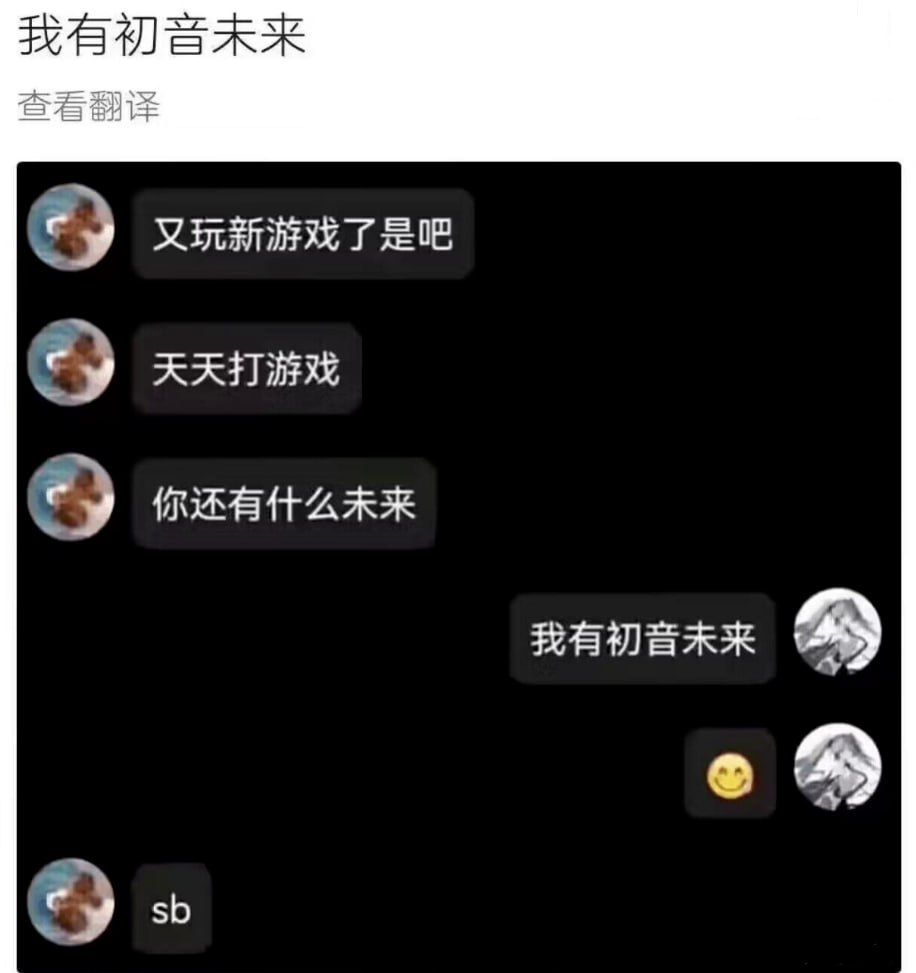 我有初音未来
查看翻译
又玩新游戏了是吧
天天打游戏
你还有什么未来
我有初音未来
😋
sb